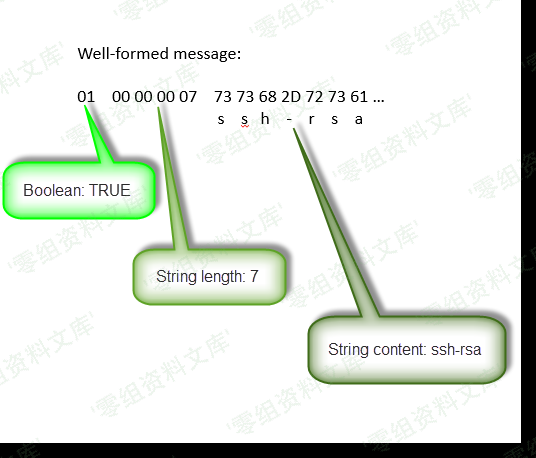 Well-formed message:
01 00 00 00 07 73 73 68 2D 72 73 61 ...
s s h - r s a
Boolean: TRUE
String length: 7
String content: ssh-rsa
'零组资料文库'